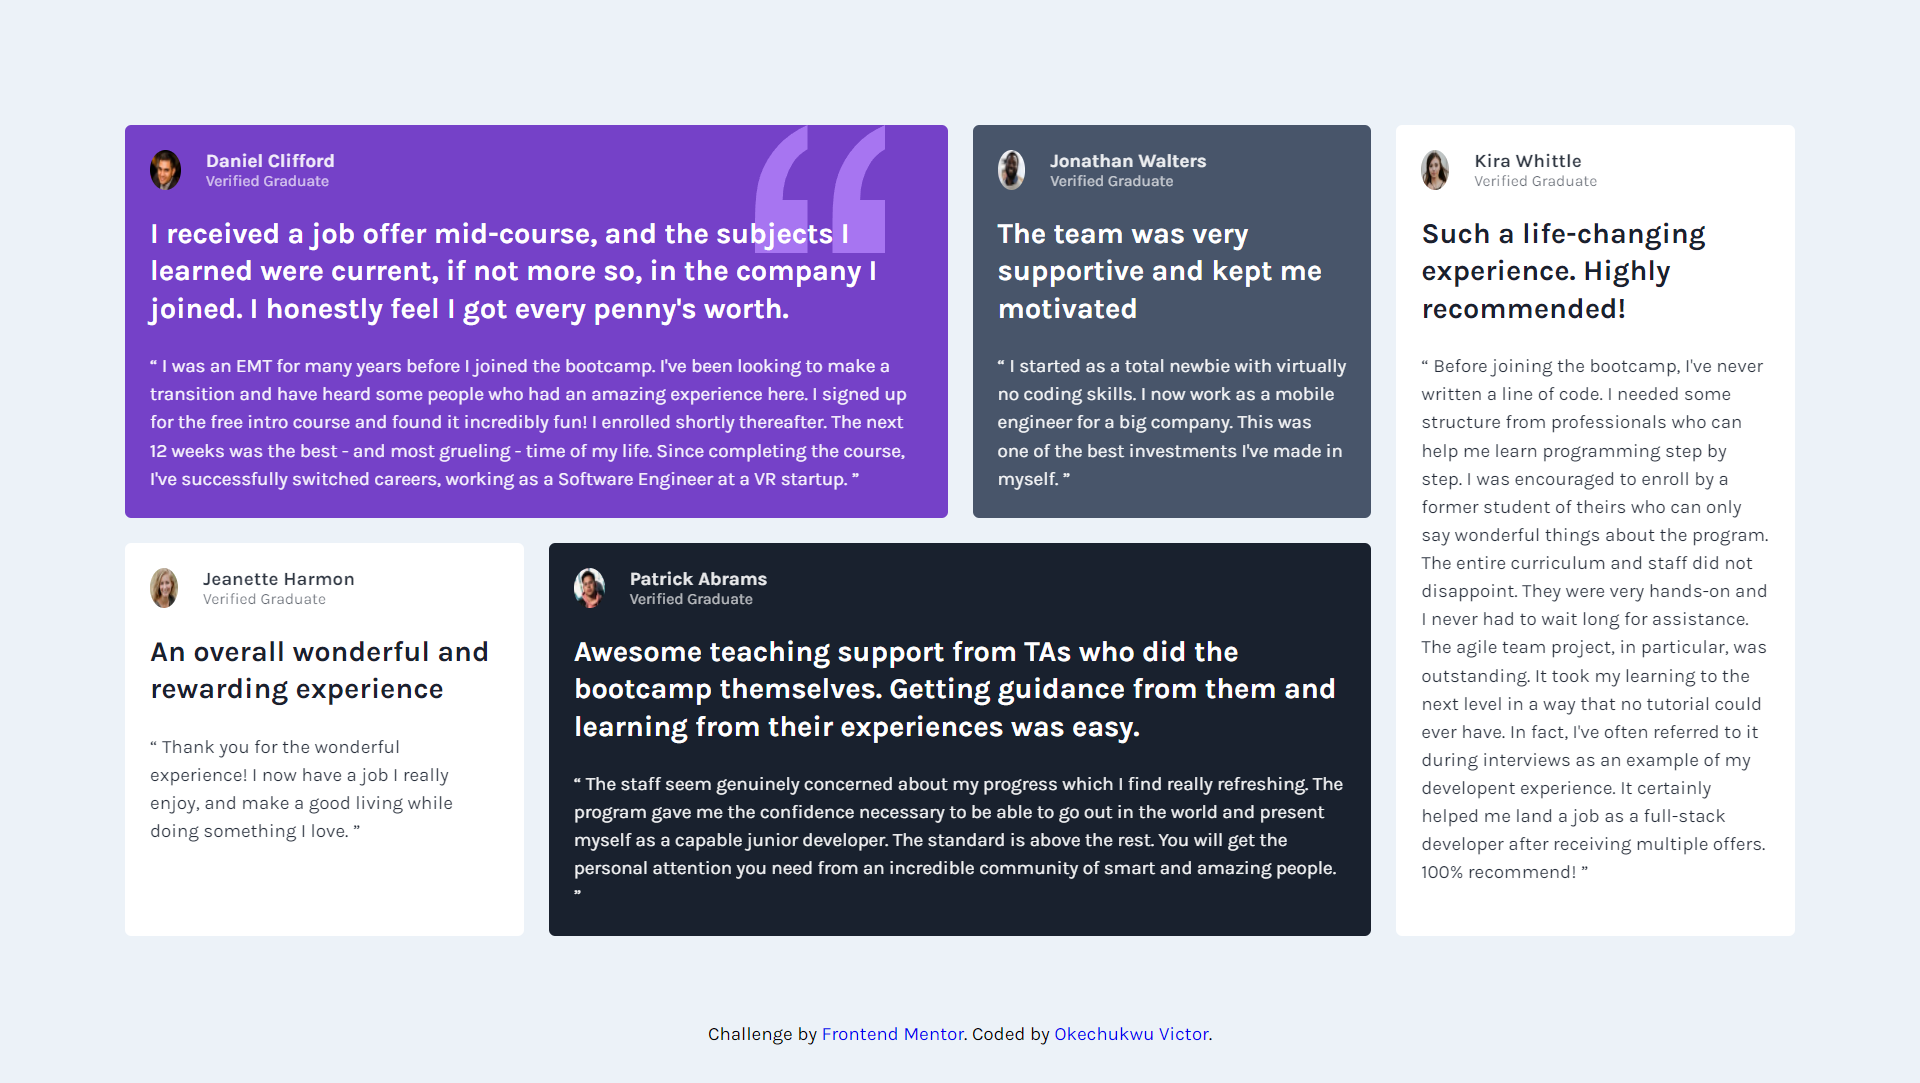 Daniel Clifford
Verified Graduate
I received a job offer mid-course, and the subjects I
learned were current, if not more so, in the company I
joined. I honestly feel I got every penny's worth.
“ I was an EMT for many years before I joined the bootcamp. I've been looking to make a
transition and have heard some people who had an amazing experience here. I signed up
for the free intro course and found it incredibly fun! I enrolled shortly thereafter. The next
12 weeks was the best - and most grueling - time of my life. Since completing the course,
I've successfully switched careers, working as a Software Engineer at a VR startup. ”
Jonathan Walters
Verified Graduate
The team was very
supportive and kept me
motivated
“ I started as a total newbie with virtually
no coding skills. I now work as a mobile
engineer for a big company. This was
one of the best investments I've made in
myself. ”
Kira Whittle
Verified Graduate
Such a life-changing
experience. Highly
recommended!
“ Before joining the bootcamp, I've never
written a line of code. I needed some
structure from professionals who can
help me learn programming step by
step. I was encouraged to enroll by a
former student of theirs who can only
say wonderful things about the program.
The entire curriculum and staff did not
disappoint. They were very hands-on and
I never had to wait long for assistance.
The agile team project, in particular, was
outstanding. It took my learning to the
next level in a way that no tutorial could
ever have. In fact, I've often referred to it
during interviews as an example of my
developent experience. It certainly
helped me land a job as a full-stack
developer after receiving multiple offers.
100% recommend! ”
Jeanette Harmon
Verified Graduate
An overall wonderful and
rewarding experience
“ Thank you for the wonderful
experience! I now have a job I really
enjoy, and make a good living while
doing something I love. ”
Patrick Abrams
Verified Graduate
Awesome teaching support from TAs who did the
bootcamp themselves. Getting guidance from them and
learning from their experiences was easy.
“ The staff seem genuinely concerned about my progress which I find really refreshing. The
program gave me the confidence necessary to be able to go out in the world and present
myself as a capable junior developer. The standard is above the rest. You will get the
personal attention you need from an incredible community of smart and amazing people.
”
Challenge by Frontend Mentor. Coded by Okechukwu Victor.